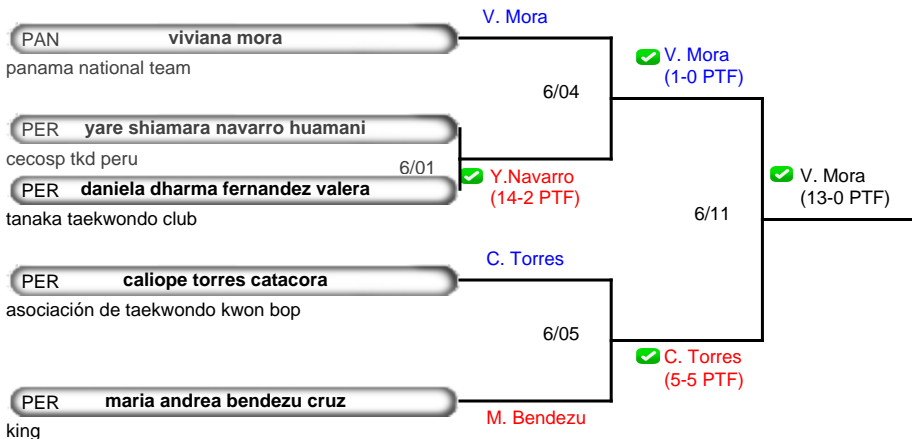 V. Mora
PAN viviana mora
panama national team
V. Mora
(1-0 PTF)
6/04
PER yare shiamara navarro huamani
cecosp tkd peru
6/01
Y.Navarro
(14-2 PTF)
PER daniela dharma fernandez valera
tanaka taekwondo club
V. Mora
(13-0 PTF)
6/11
C. Torres
PER caliope torres catacora
asociación de taekwondo kwon bop
6/05
C. Torres
(5-5 PTF)
PER maria andrea bendezu cruz
M. Bendezu
king